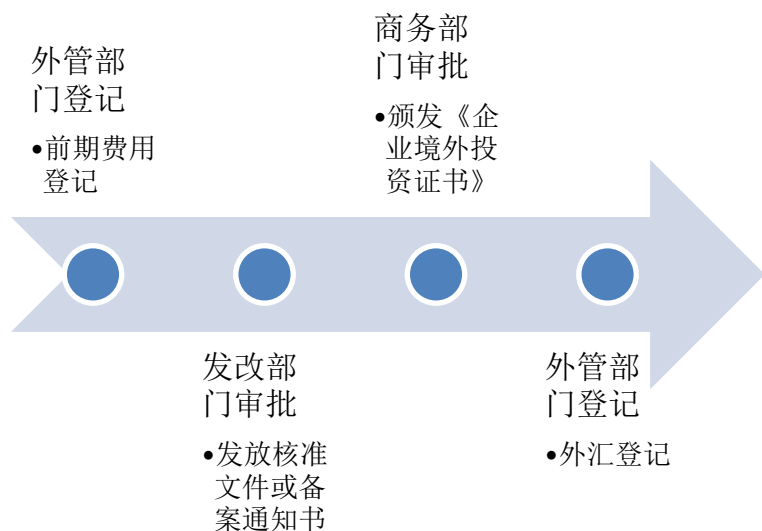 外管部
门登记
•前期费用
登记
发改部
门审批
•发放核准
文件或备
案通知书
商务部
门审批
•颁发《企
业境外投
资证书》
外管部
门登记
•外汇登记